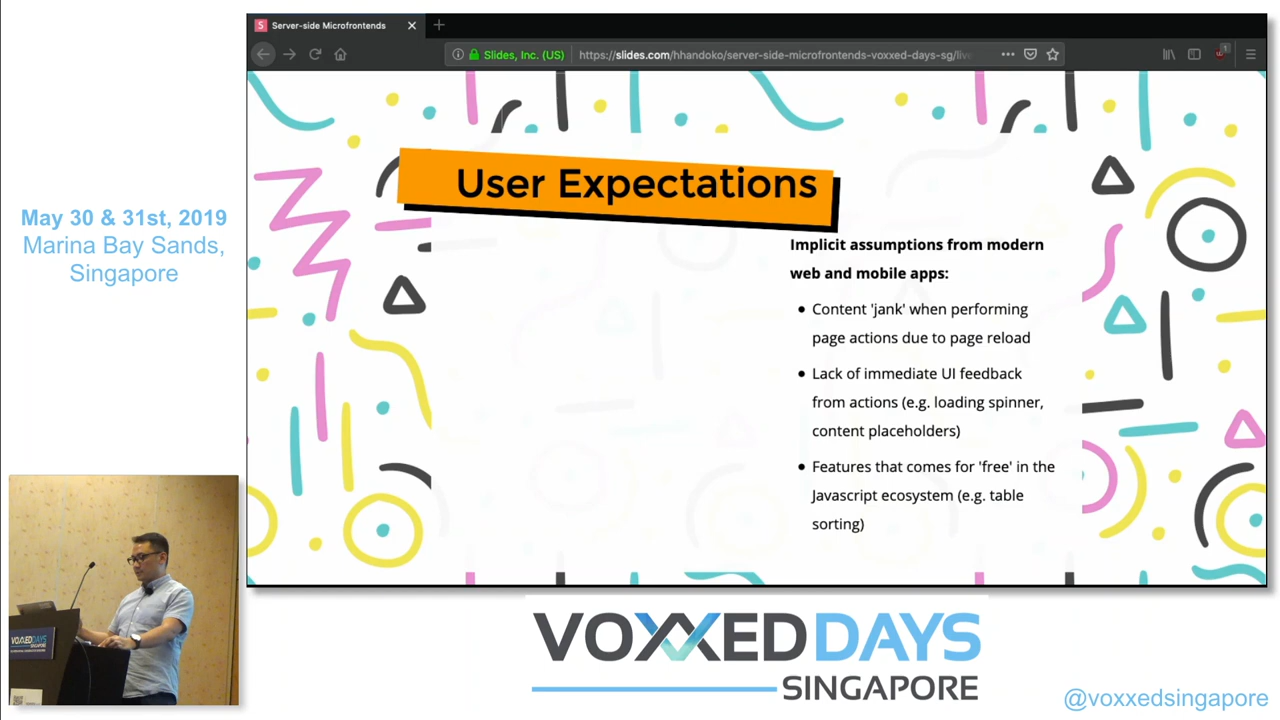 Server-side Microfrontends
Slides, Inc. (US)
https://slides.com/hhandoko/server-side-microfrontends-voxxed-days-sg/live
1
User Expectations
Implicit assumptions from modern
web and mobile apps:
Content 'jank' when performing
page actions due to page reload
Lack of immediate UI feedback
from actions (e.g. loading spinner,
content placeholders)
Features that comes for 'free' in the
Javascript ecosystem (e.g. table
sorting)
May 30 & 31st, 2019
Marina Bay Sands,
Singapore
VOXXED DAYS
SINGAPORE
VOXXEDDAYS
SINGAPORE
@voxxedsingapore